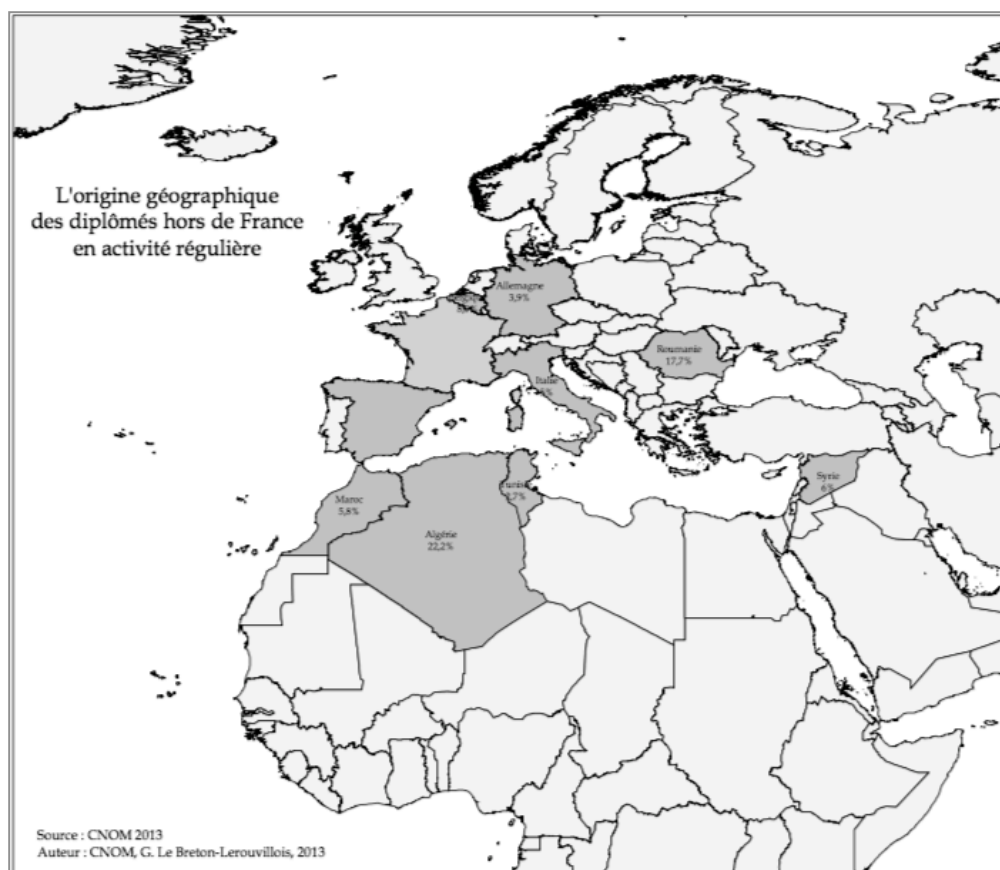 L'origine géographique
des diplômés hors de France
en activité régulière
Allemagne
3,9%
Roumanie
17,7%
Italie
Syrie
6%
Maroc
5,8%
Algérie
22,2%
Source : CNOM 2013
Auteur : CNOM, G. Le Breton-Lerouvillois, 2013